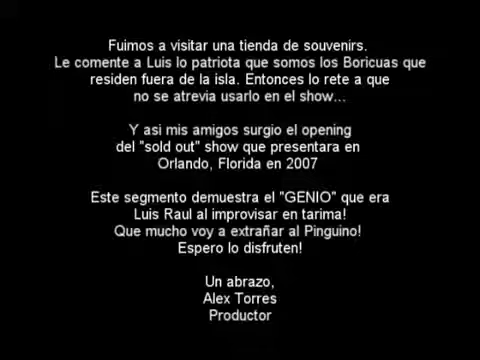 Fuimos a visitar una tienda de souvenirs.
Le comente a Luis lo patriota que somos los Boricuas que
residen fuera de la isla. Entonces lo rete a que
no se atrevia usarlo en el show...
Y asi mis amigos surgio el opening
del "sold out" show que presentara en
Orlando, Florida en 2007
Este segmento demuestra el "GENIO" que era
Luis Raul al improvisar en tarima!
Que mucho voy a extrañar al Pinguino!
Espero lo disfruten!
Un abrazo,
Alex Torres
Productor